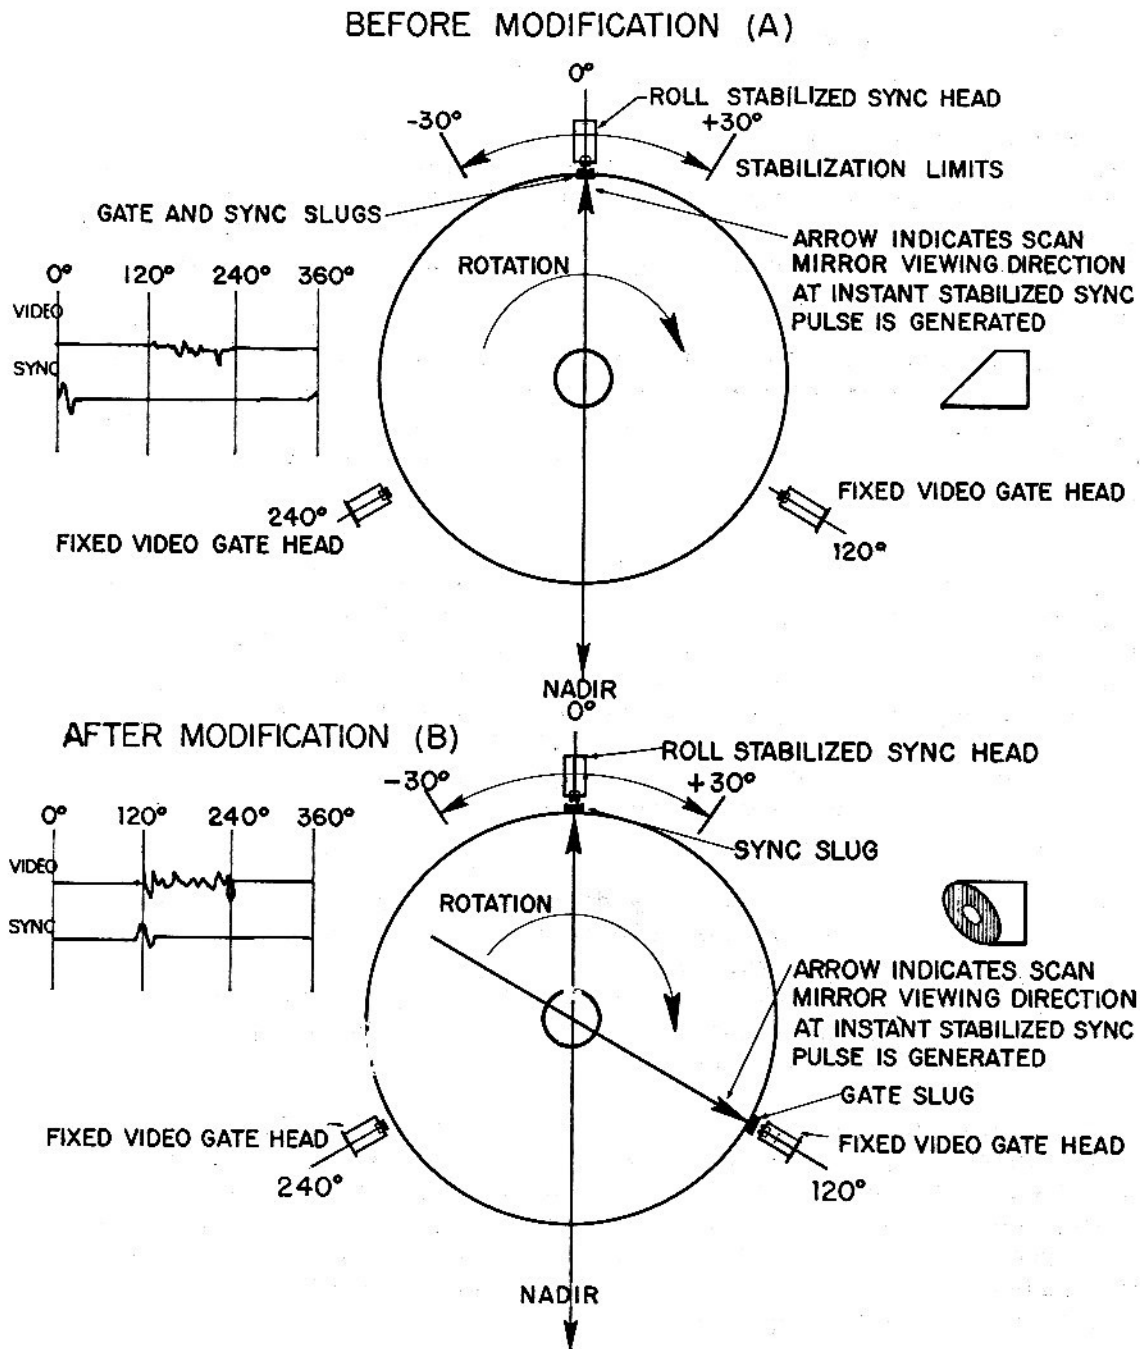 BEFORE MODIFICATION (A)
0°
ROLL STABILIZED SYNC HEAD
-30°
+30°
STABILIZATION LIMITS
GATE AND SYNC SLUGS
ARROW INDICATES SCAN
MIRROR VIEWING DIRECTION
AT INSTANT STABILIZED SYNC
PULSE IS GENERATED
ROTATION
0° 120° 240° 360°
VIDEO
SYNC
FIXED VIDEO GATE HEAD
240°
FIXED VIDEO GATE HEAD
120°
NADIR
AFTER MODIFICATION (B)
0°
ROLL STABILIZED SYNC HEAD
-30°
+30°
0° 120° 240° 360°
VIDEO
SYNC
SYNC SLUG
ROTATION
ARROW INDICATES SCAN
MIRROR VIEWING DIRECTION
AT INSTANT STABILIZED SYNC
PULSE IS GENERATED
GATE SLUG
FIXED VIDEO GATE HEAD
FIXED VIDEO GATE HEAD
240°
120°
NADIR